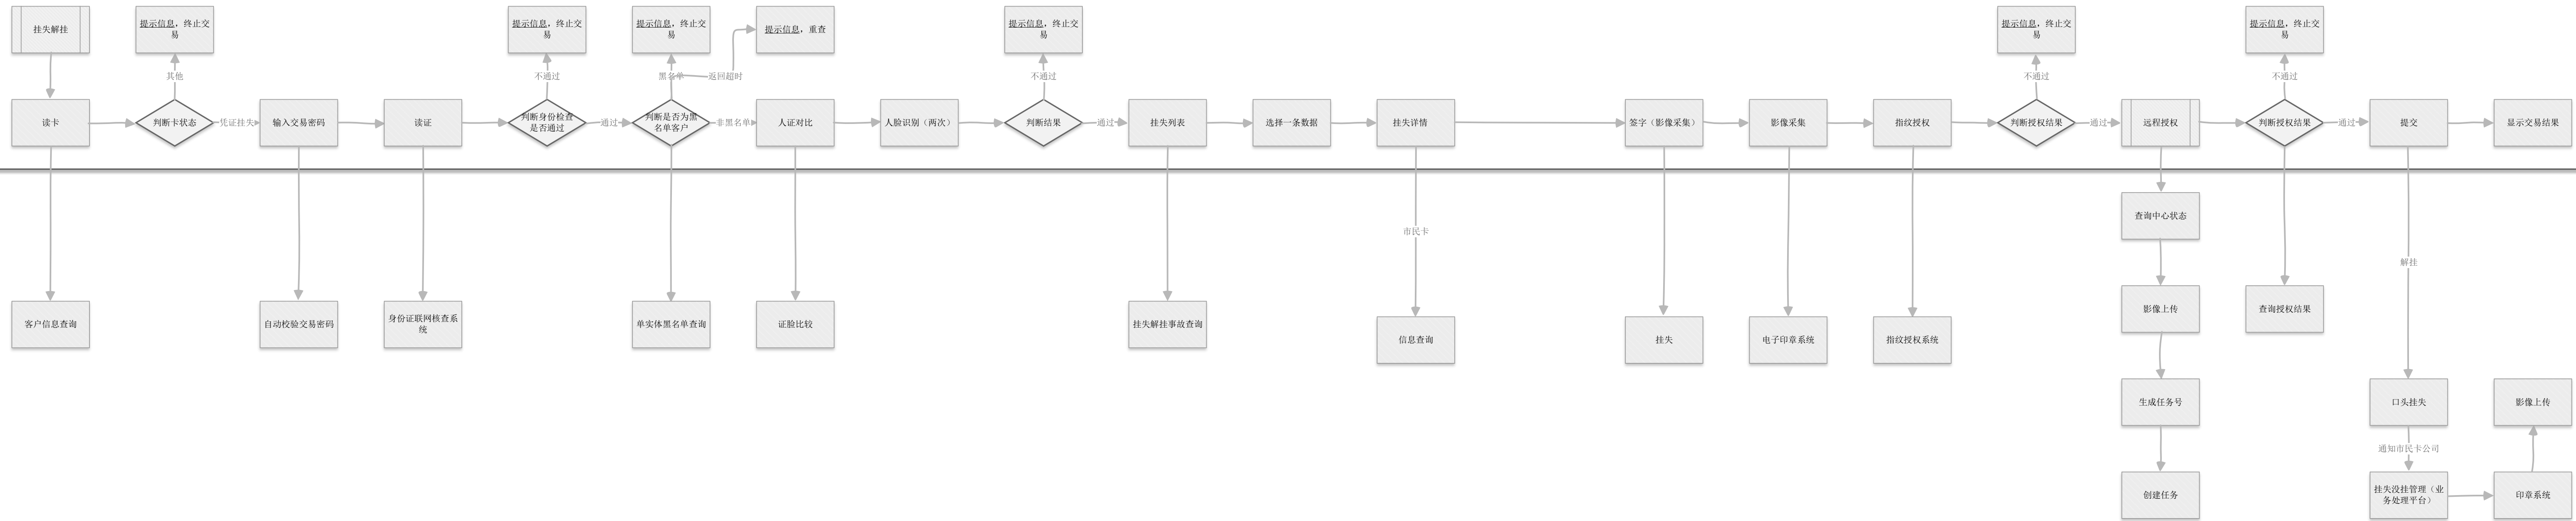 挂失解挂
提示信息，终止交
易
提示信息，终止交
易
提示信息，终止交
易
提示信息，重查
提示信息，终止交
易
提示信息，终止交
易
提示信息，终止交
易
其他
不通过
黑名单
返回超时
不通过
不通过
不通过
读卡
判断卡状态
凭证挂失
输入交易密码
读证
判断身份检查
是否通过
通过
判断是否为黑
名单客户
非黑名单
人证对比
人脸识别（两次）
判断结果
通过
挂失列表
选择一条数据
挂失详情
签字（影像采集）
影像采集
指纹授权
判断授权结果
通过
远程授权
判断授权结果
通过
提交
显示交易结果
查询中心状态
市民卡
解挂
客户信息查询
自动校验交易密码
身份证联网核查系
统
单实体黑名单查询
证脸比较
挂失解挂事故查询
信息查询
挂失
电子印章系统
指纹授权系统
影像上传
查询授权结果
生成任务号
口头挂失
影像上传
通知市民卡公司
创建任务
挂失没挂管理（业
务处理平台）
印章系统